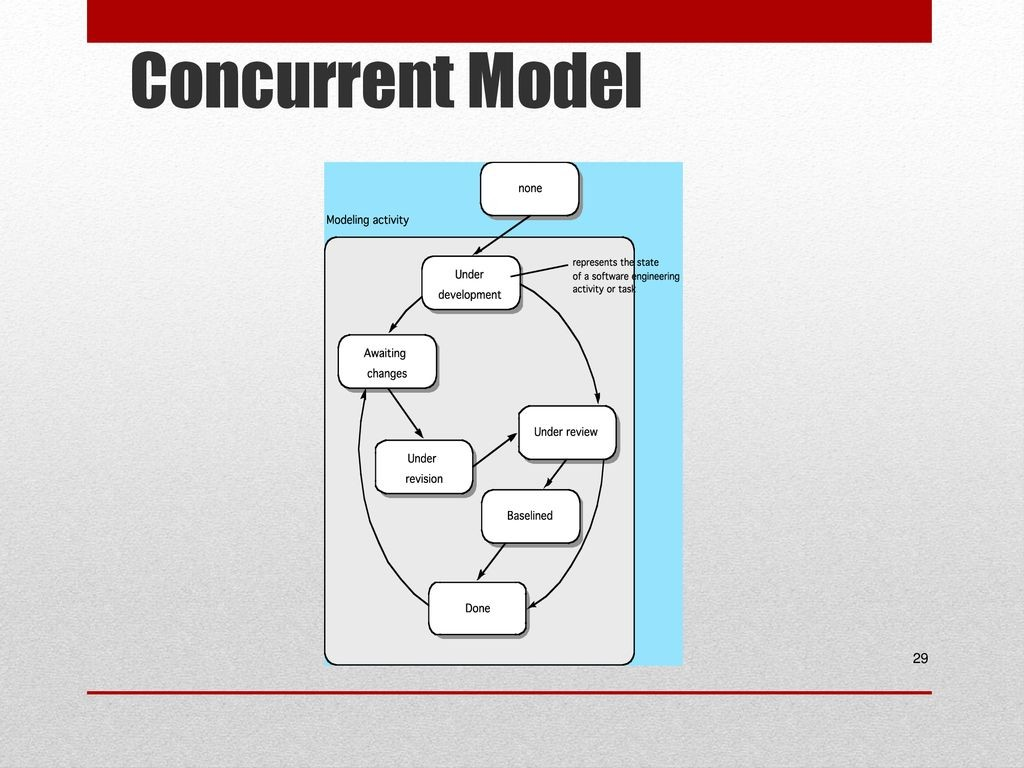 Concurrent Model
none
Modeling activity
represents the state
of a software engineering
activity or task
Under
development
Awaiting
changes
Under review
Under
revision
Baselined
Done
29